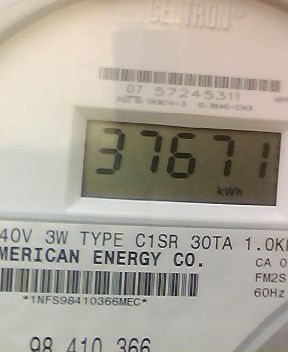 CENTRON®
07 57245311
37671
kWh
40V 3W TYPE C1SR 30TA 1.0K
MERICAN ENERGY CO.
CA 0
FM2S
60Hz
*1NFS98410366MEC*
98 410 366